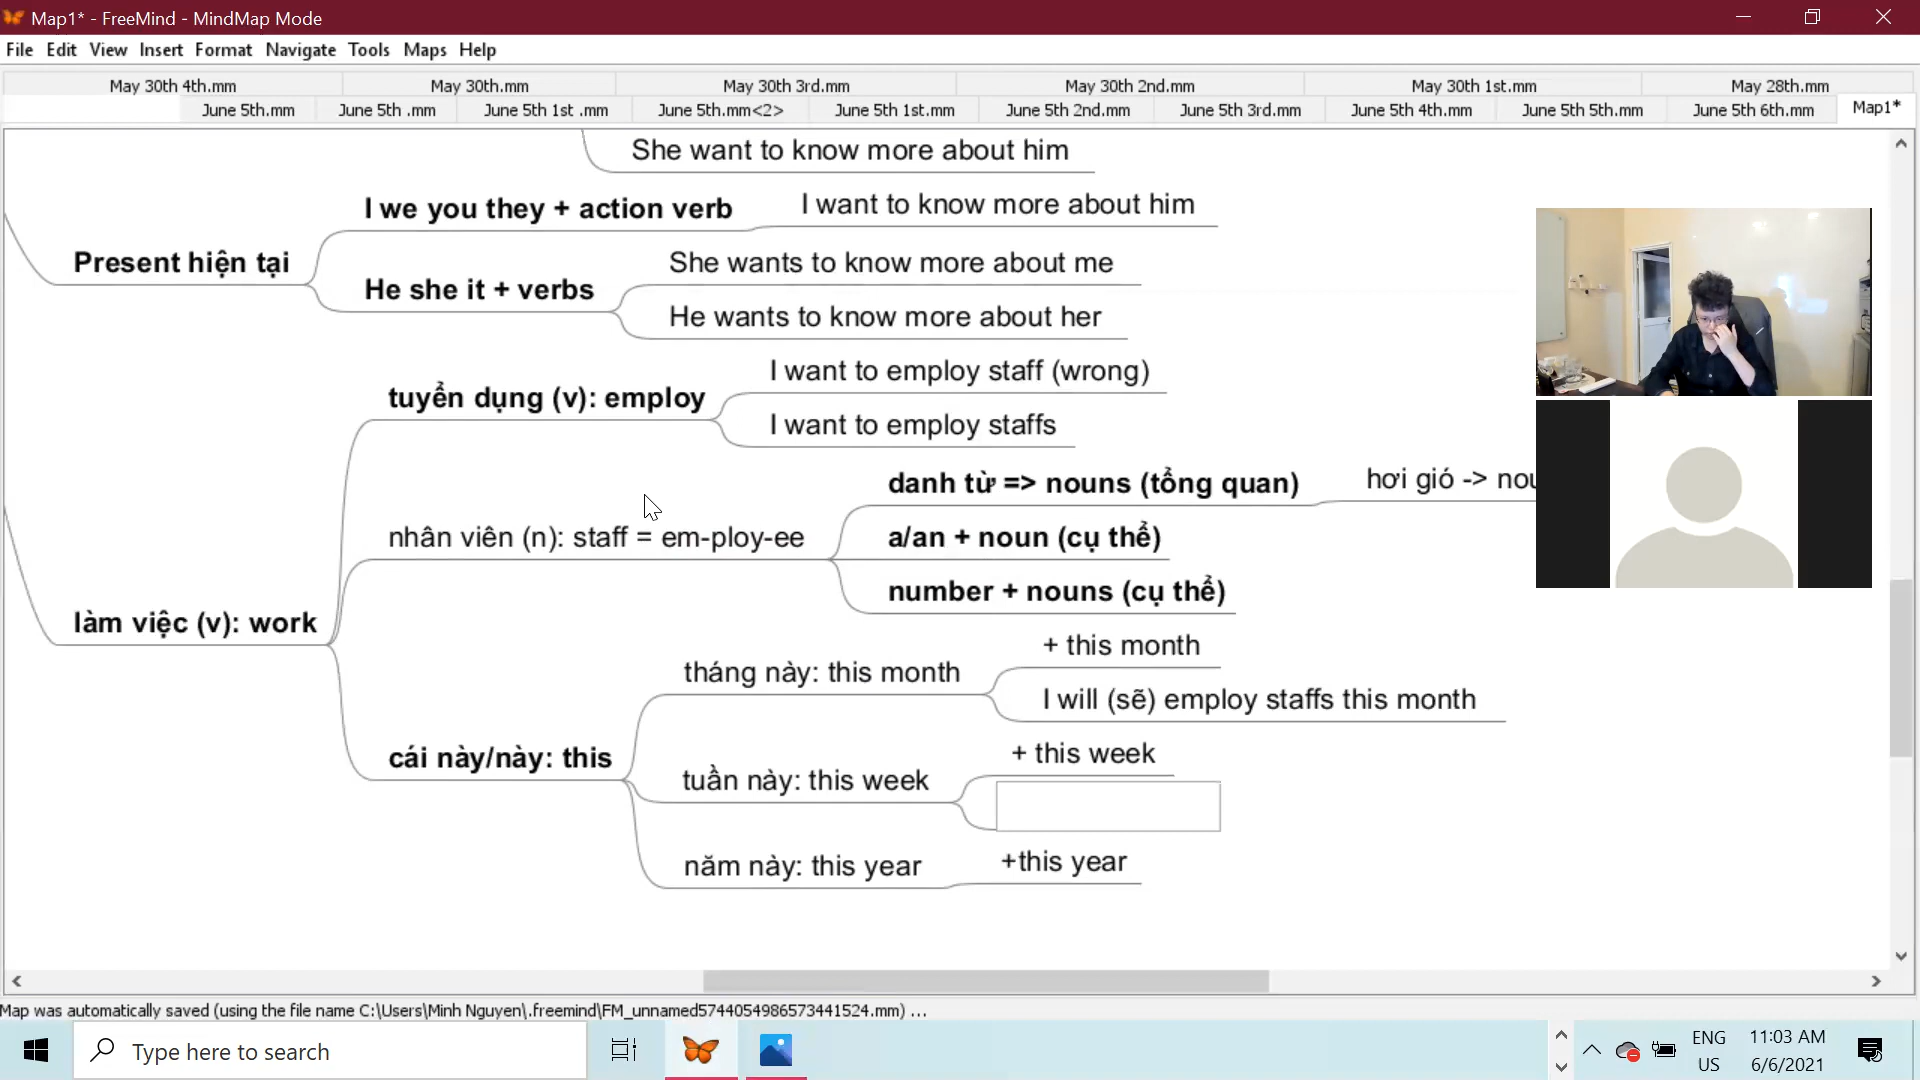 Map1* - FreeMind - MindMap Mode
File Edit View Insert Format Navigate Tools Maps Help
May 30th 4th.mm May 30th.mm May 30th 3rd.mm May 30th 2nd.mm May 30th 1st.mm May 28th.mm
June 5th.mm June 5th .mm June 5th 1st .mm June 5th.mm<2> June 5th 1st.mm June 5th 2nd.mm June 5th 3rd.mm June 5th 4th.mm June 5th 5th.mm June 5th 6th.mm Map1*
She want to know more about him
I we you they + action verb
I want to know more about him
Present hiện tại
He she it + verbs
She wants to know more about me
He wants to know more about her
tuyển dụng (v): employ
I want to employ staff (wrong)
I want to employ staffs
nhân viên (n): staff = em-ploy-ee
danh từ => nouns (tổng quan)
hơi gió ->
a/an + noun (cụ thể)
number + nouns (cụ thể)
làm việc (v): work
cái này/này: this
tháng này: this month
+ this month
I will (sẽ) employ staffs this month
tuần này: this week
+ this week
năm này: this year
+this year
Map was automatically saved (using the file name C:\Users\Minh Nguyen\.freemind\FM_unnamed5744054986573441524.mm) ...
Type here to search
ENG
US
11:03 AM
6/6/2021